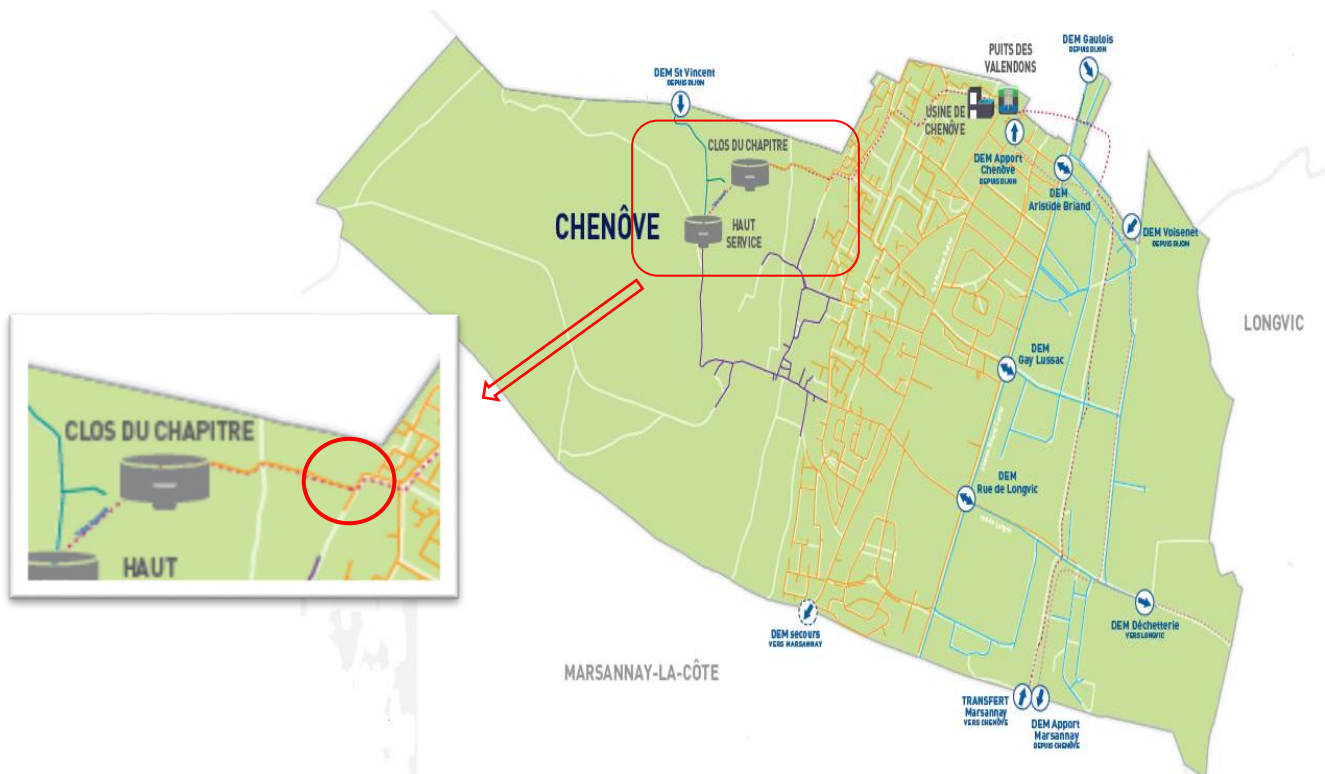 DEM Gaulois
DEPUIS DIJON
PUITS DES
VALENDONS
DEM St Vincent
DEPUIS DIJON
USINE DE
CHENÔVE
CLOS DU CHAPITRE
DEM Apport
Chenôve
DEPUIS DIJON
DEM
Aristide Briand
CHENÔVE
HAUT
SERVICE
DEM Voisenet
DEPUIS DIJON
LONGVIC
DEM
Gay Lussac
CLOS DU CHAPITRE
HAUT
DEM
Rue de Longvic
DEM secours
VERS MARSANNAY
DEM Déchetterie
VERS LONGVIC
MARSANNAY-LA-CÔTE
TRANSFERT
Marsannay
VERS CHENÔVE
DEM Apport
Marsannay
DEPUIS CHENÔVE